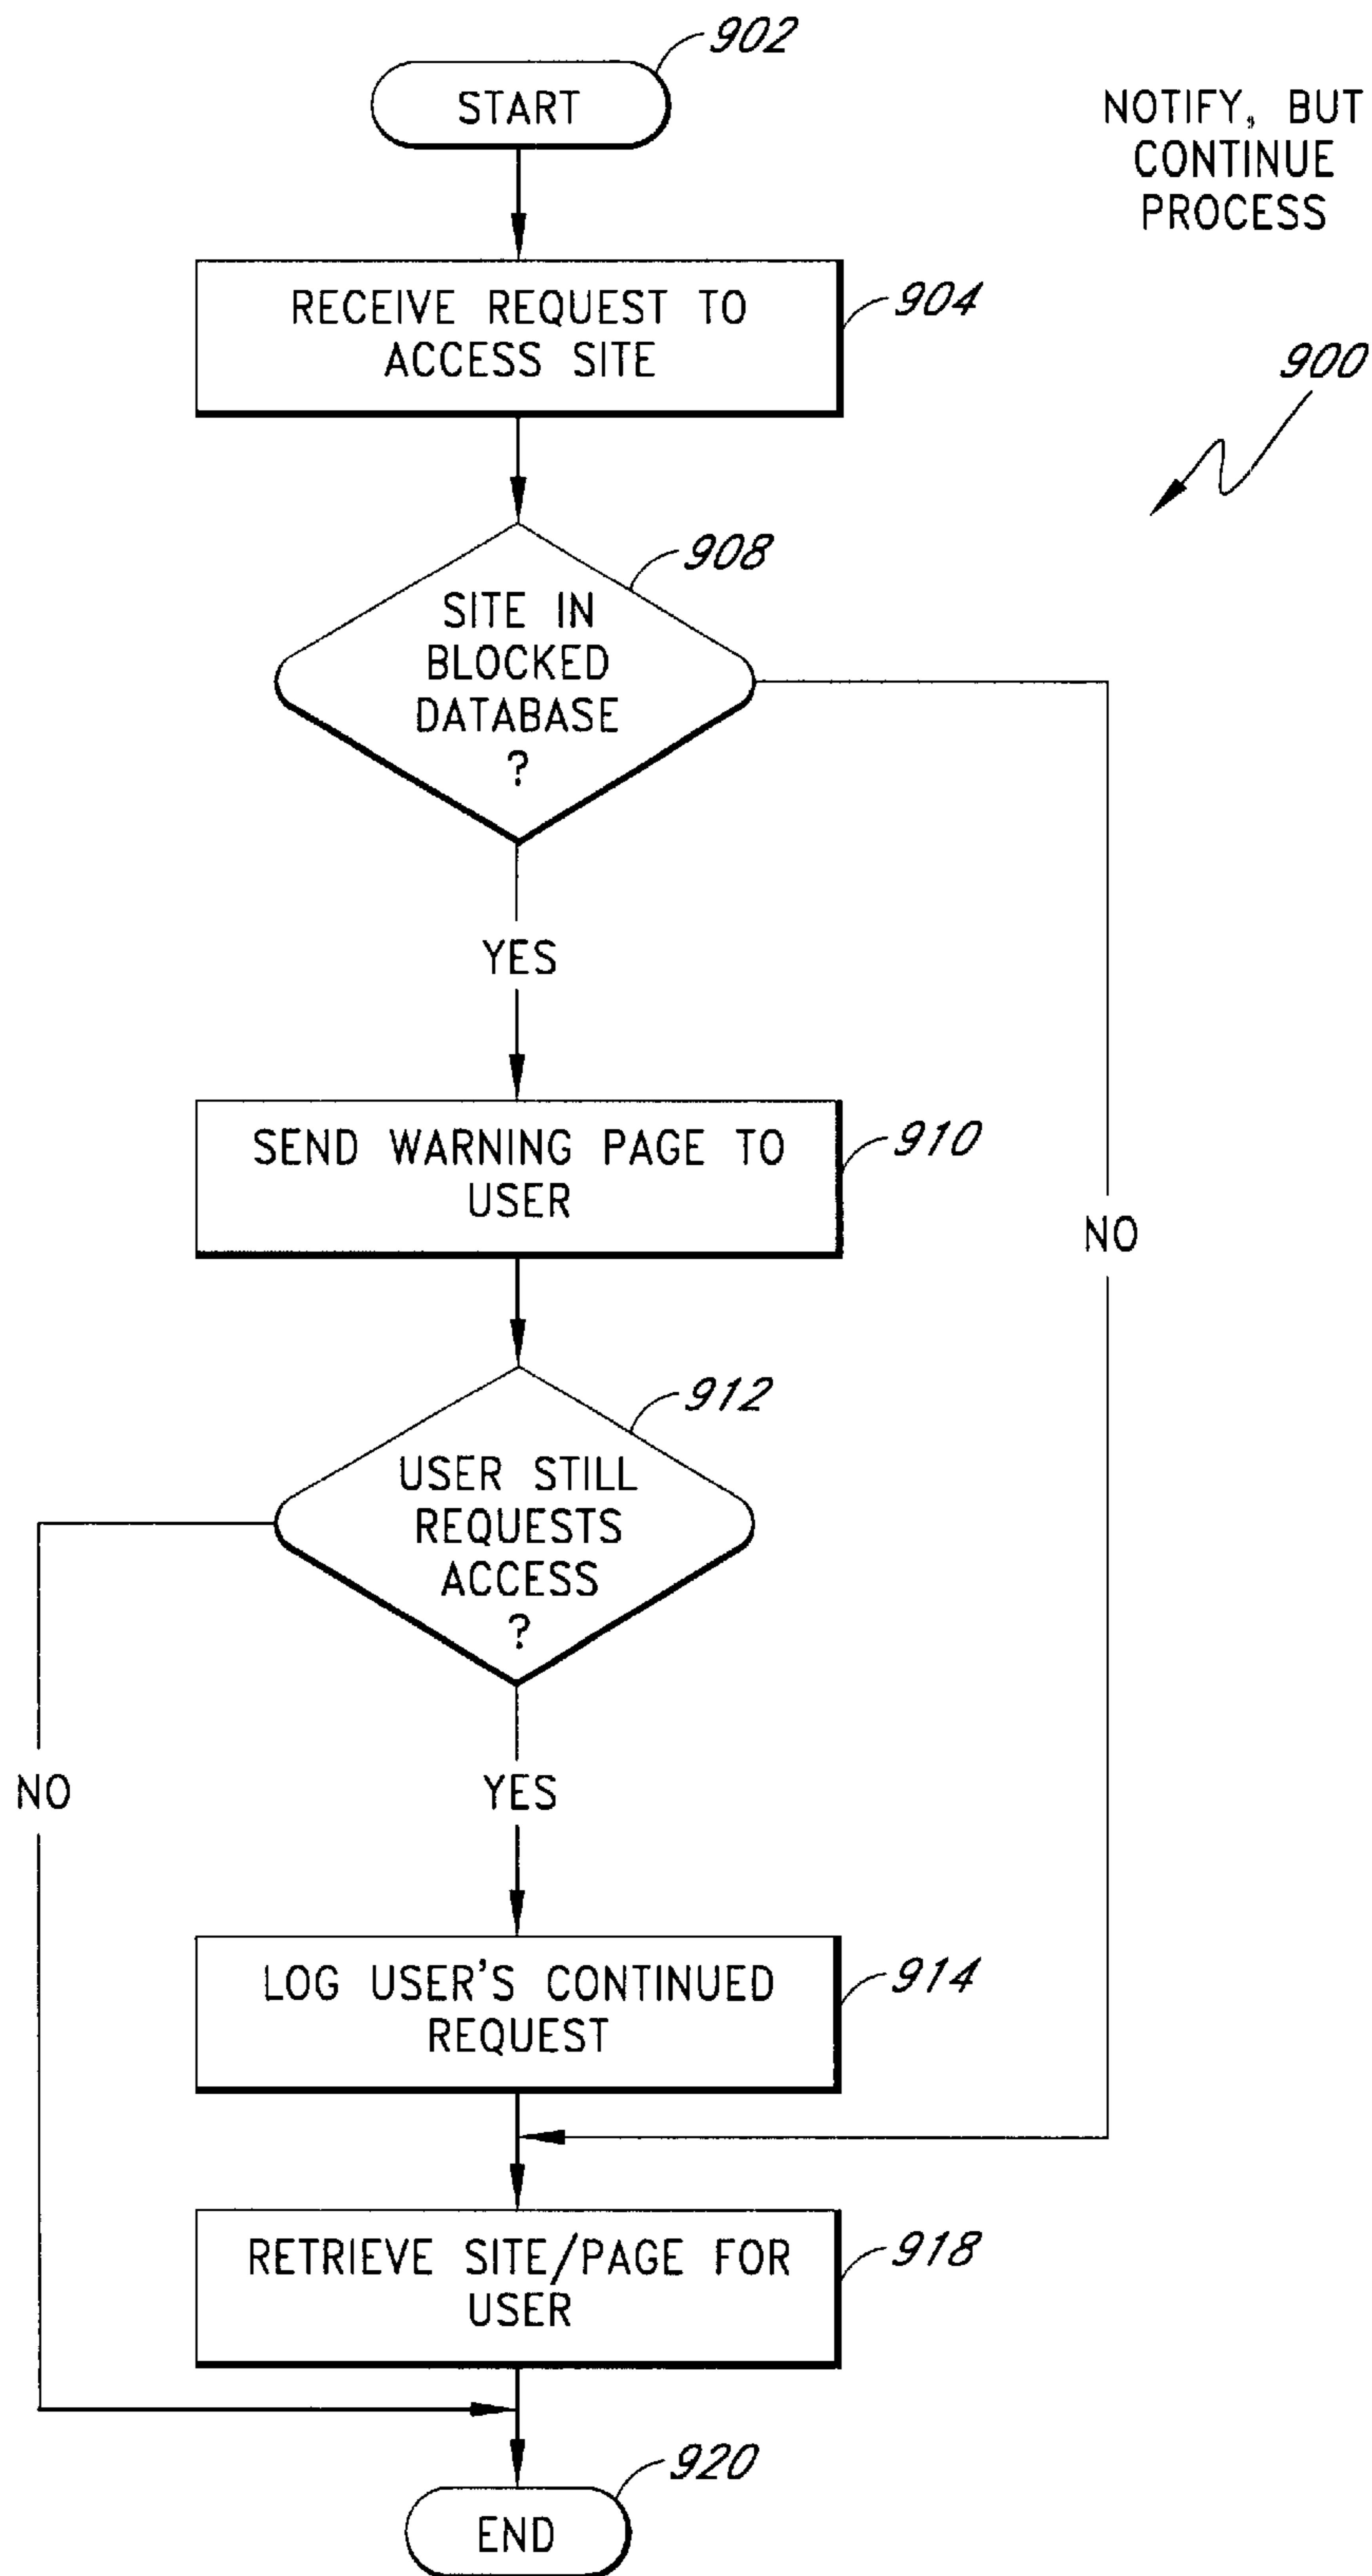 902
START
NOTIFY, BUT
CONTINUE
PROCESS
RECEIVE REQUEST TO
ACCESS SITE
904
900
908
SITE IN
BLOCKED
DATABASE
?
YES
SEND WARNING PAGE TO
USER
910
NO
912
USER STILL
REQUESTS
ACCESS
?
NO
YES
LOG USER'S CONTINUED
REQUEST
914
RETRIEVE SITE/PAGE FOR
USER
918
920
END